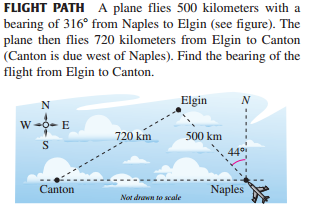 FLIGHT PATH A plane flies 500 kilometers with a
bearing of 316° from Naples to Elgin (see figure). The
plane then flies 720 kilometers from Elgin to Canton
(Canton is due west of Naples). Find the bearing of the
flight from Elgin to Canton.
N
W E
S
Elgin
N
720 km
500 km
44°
Canton
Naples
Not drawn to scale